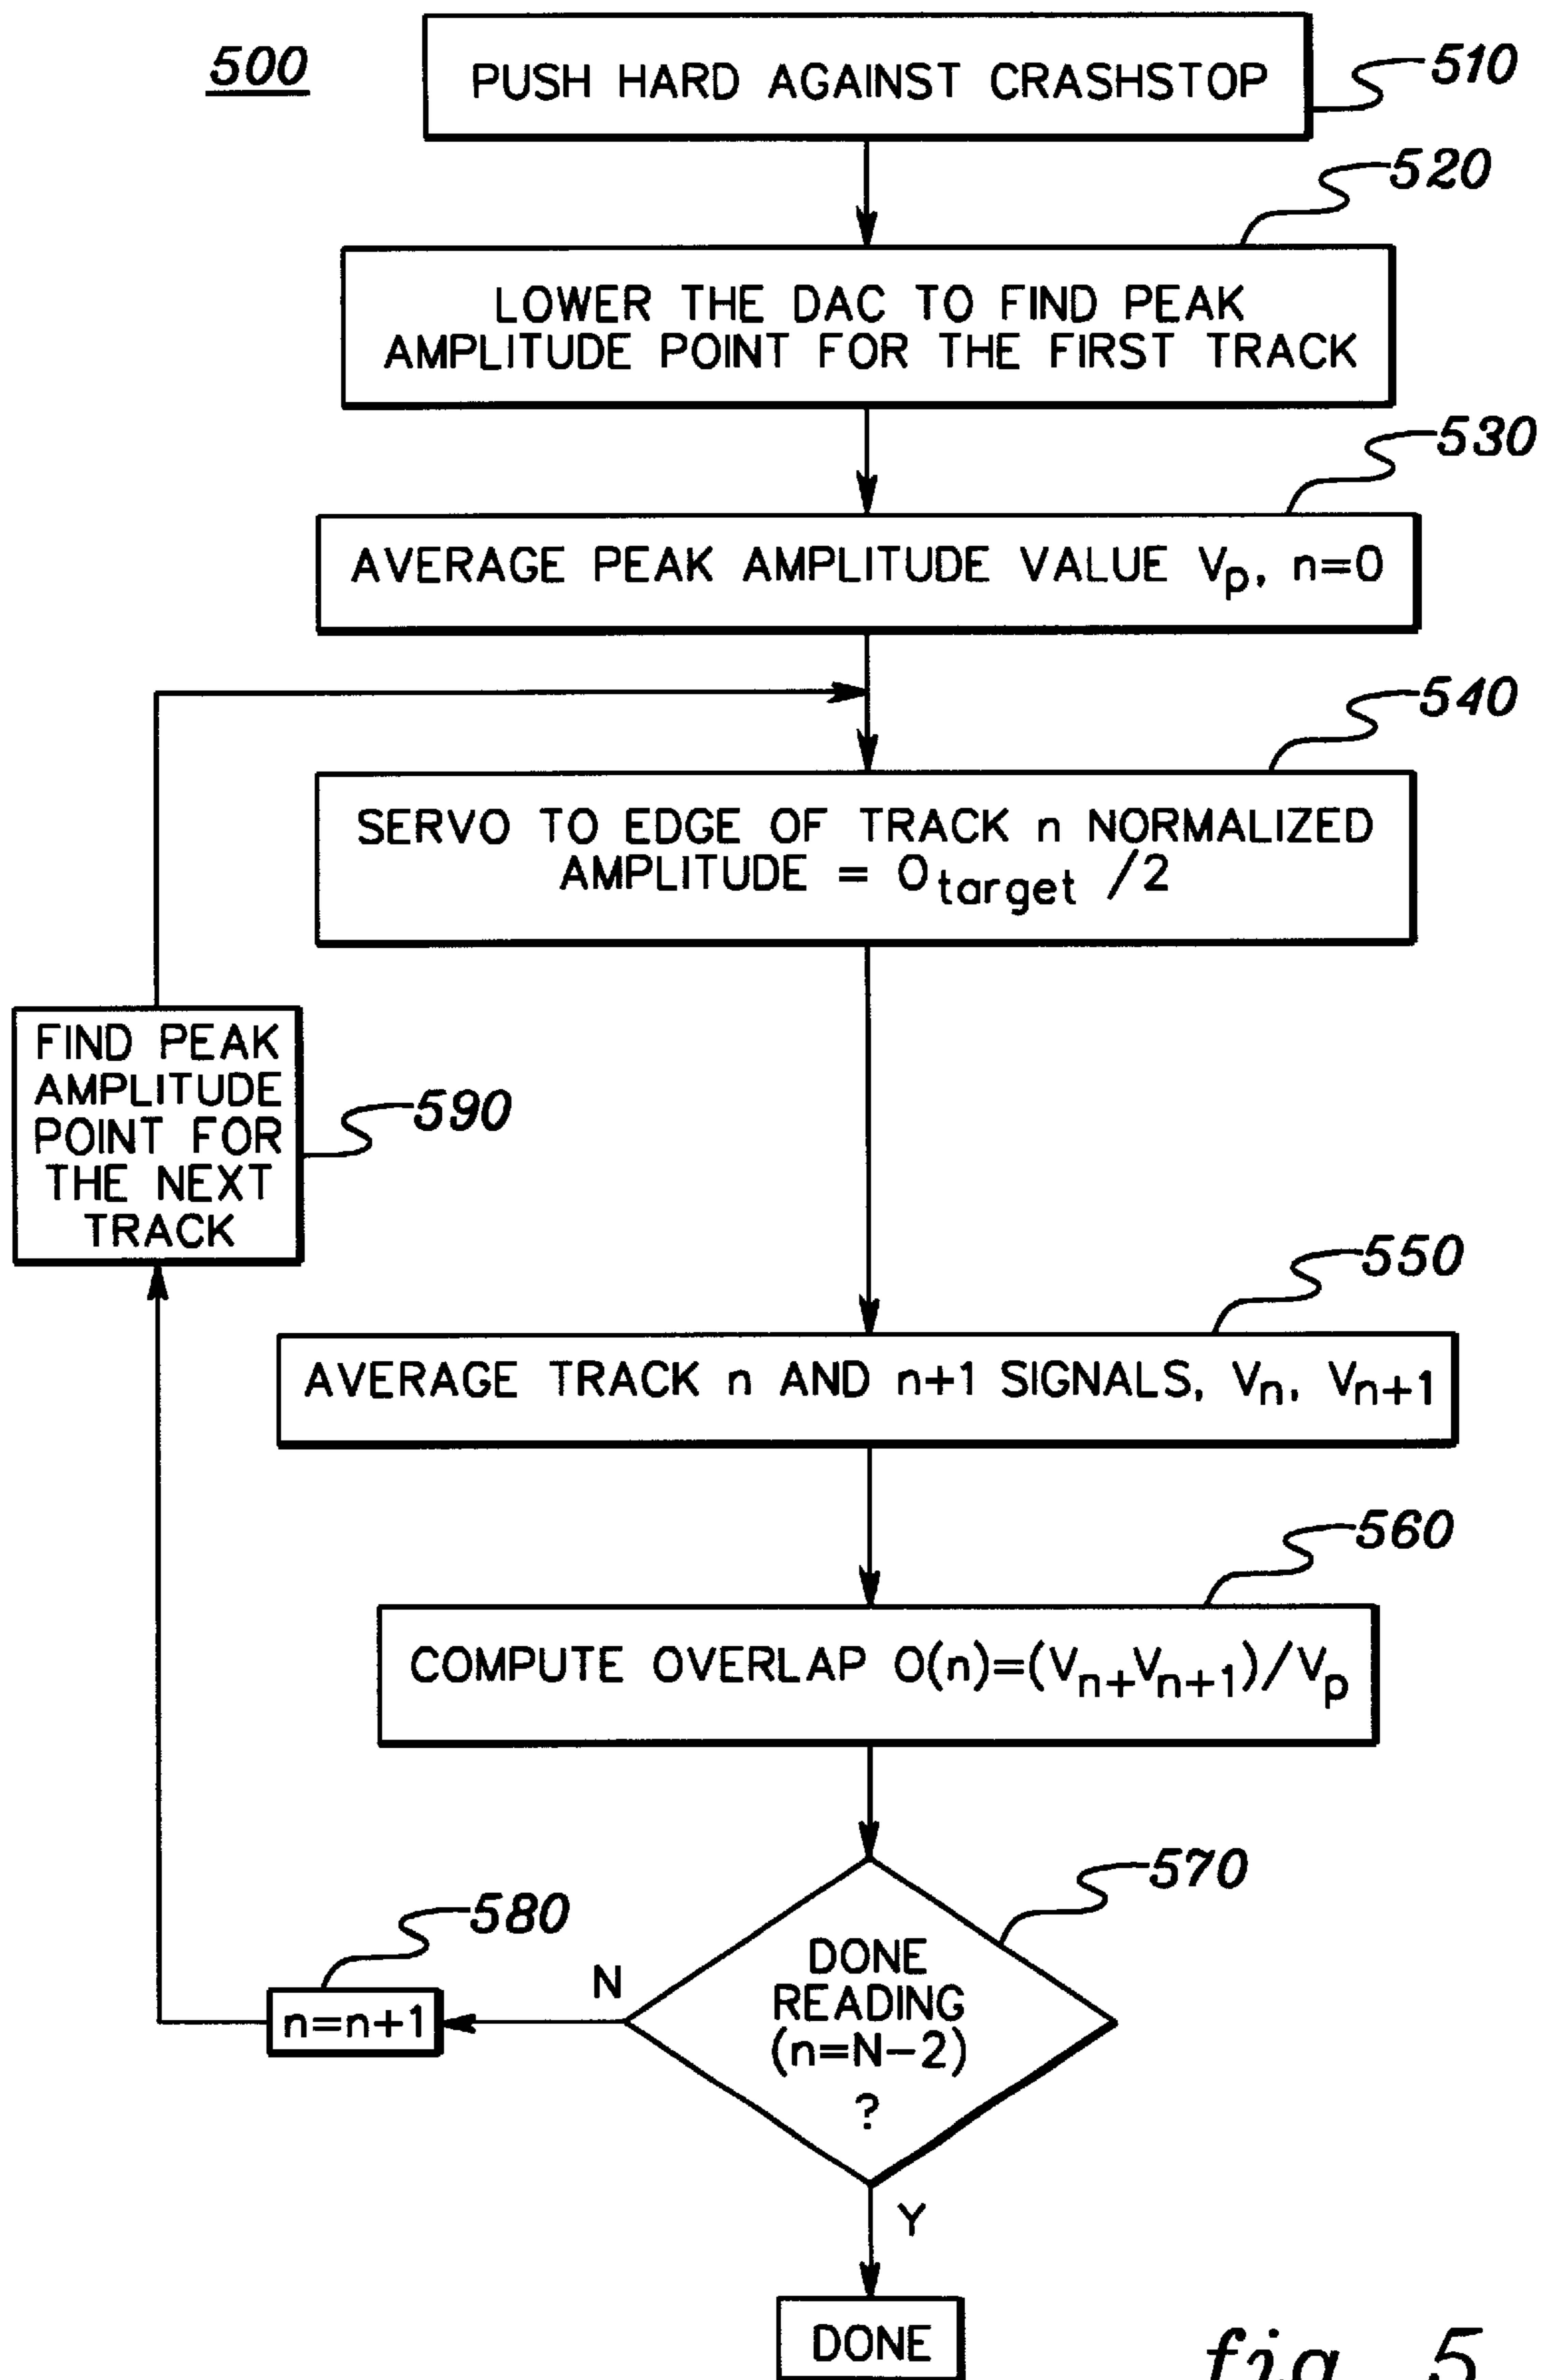 500
PUSH HARD AGAINST CRASHSTOP
510
520
LOWER THE DAC TO FIND PEAK
AMPLITUDE POINT FOR THE FIRST TRACK
530
AVERAGE PEAK AMPLITUDE VALUE Vp, n=0
540
SERVO TO EDGE OF TRACK n NORMALIZED
AMPLITUDE = Otarget /2
FIND PEAK
AMPLITUDE
POINT FOR
THE NEXT
TRACK
590
550
AVERAGE TRACK n AND n+1 SIGNALS, Vn, Vn+1
560
COMPUTE OVERLAP O(n)=(Vn+Vn+1)/Vp
570
580
N
DONE
READING
(n=N-2)
?
n=n+1
Y
DONE
fig. 5